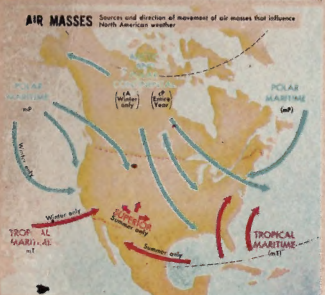 AIR MASSES
Sources and direction of movement of air masses that influence
North American weather
(cA
Winter
only)
(cP
Entire
Year)
POLAR
MARITIME
mP
POLAR
MARITIME
(mP)
Winter only
Winter only
TROPICAL
MARITIME
mT
SUPERIOR
Summer only
Summer only
TROPICAL
MARITIME
(mT)